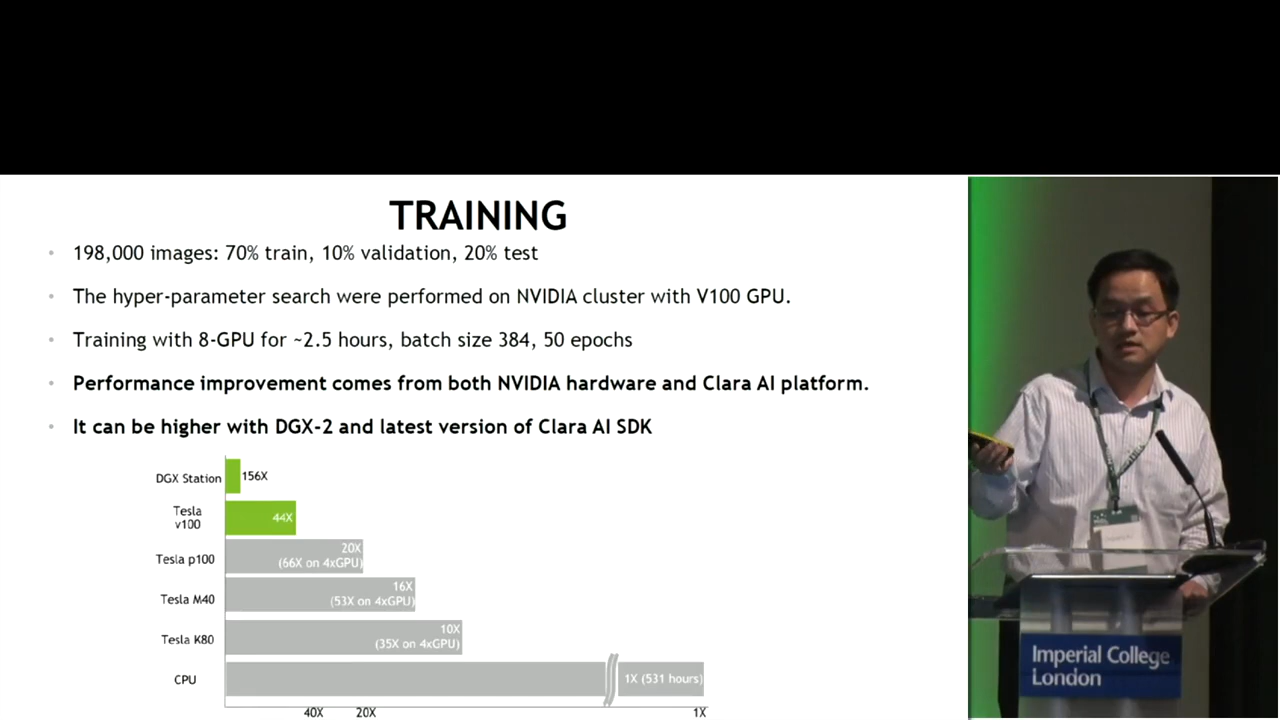 TRAINING
• 198,000 images: 70% train, 10% validation, 20% test
• The hyper-parameter search were performed on NVIDIA cluster with V100 GPU.
• Training with 8-GPU for ~2.5 hours, batch size 384, 50 epochs
• Performance improvement comes from both NVIDIA hardware and Clara AI platform.
• It can be higher with DGX-2 and latest version of Clara AI SDK
DGX Station 156X
Tesla
v100
44X
Tesla p100
20X
(66X on 4xGPU)
Tesla M40
16X
(53X on 4xGPU)
Tesla K80
10X
(35X on 4xGPU)
CPU
1X (531 hours)
40X 20X 1X
Imperial College
London